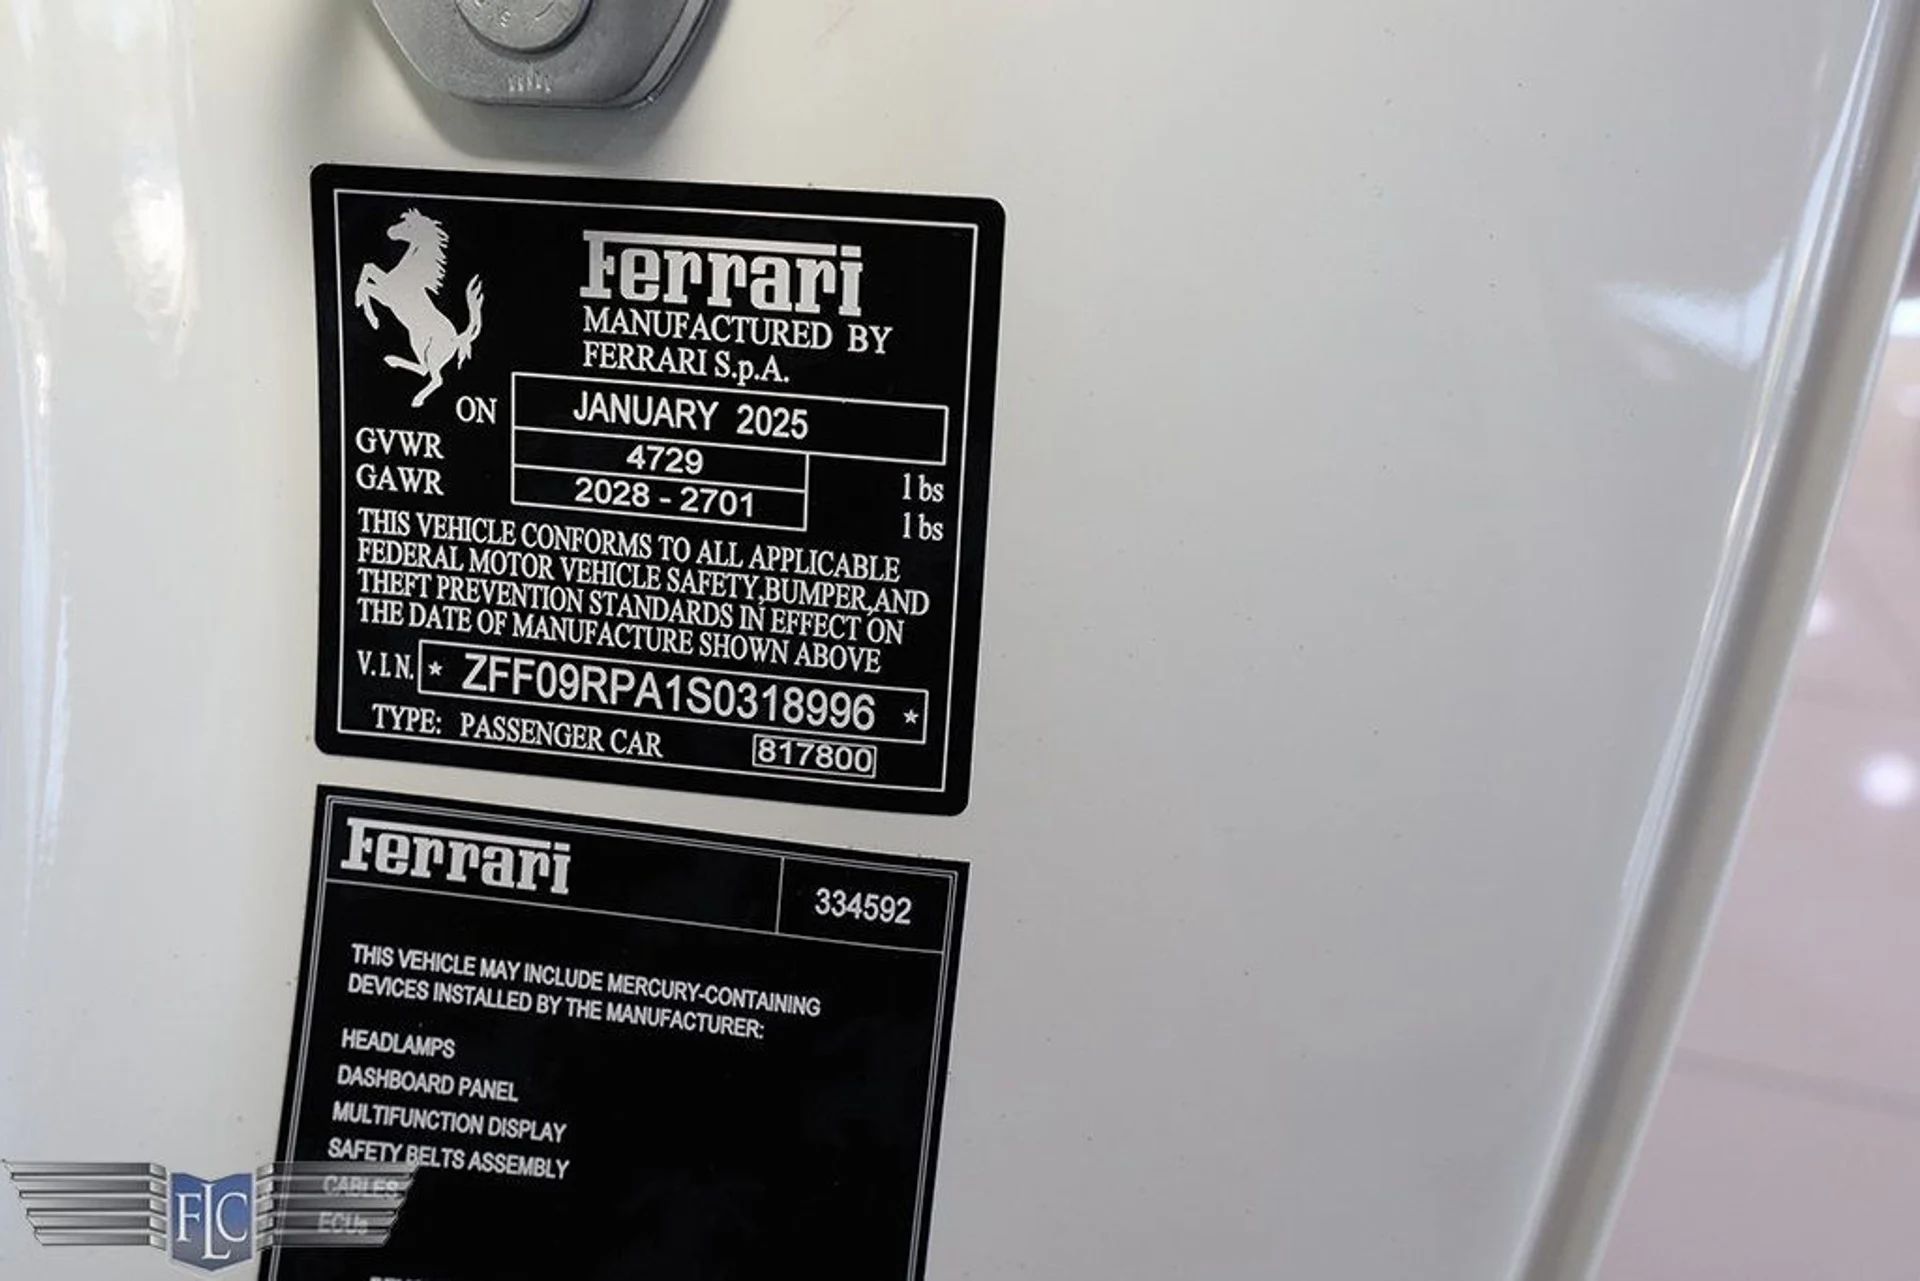 Ferrari
MANUFACTURED BY
FERRARI S.p.A.
ON JANUARY 2025
GVWR 4729 lbs
GAWR 2028 - 2701 lbs
THIS VEHICLE CONFORMS TO ALL APPLICABLE
FEDERAL MOTOR VEHICLE SAFETY,BUMPER,AND
THEFT PREVENTION STANDARDS IN EFFECT ON
THE DATE OF MANUFACTURE SHOWN ABOVE
V.I.N. * ZFF09RPA1S0318996 *
TYPE: PASSENGER CAR 817800
Ferrari 334592
THIS VEHICLE MAY INCLUDE MERCURY-CONTAINING
DEVICES INSTALLED BY THE MANUFACTURER:
HEADLAMPS
DASHBOARD PANEL
MULTIFUNCTION DISPLAY
SAFETY BELTS ASSEMBLY
CABLES
ECUs
FLC